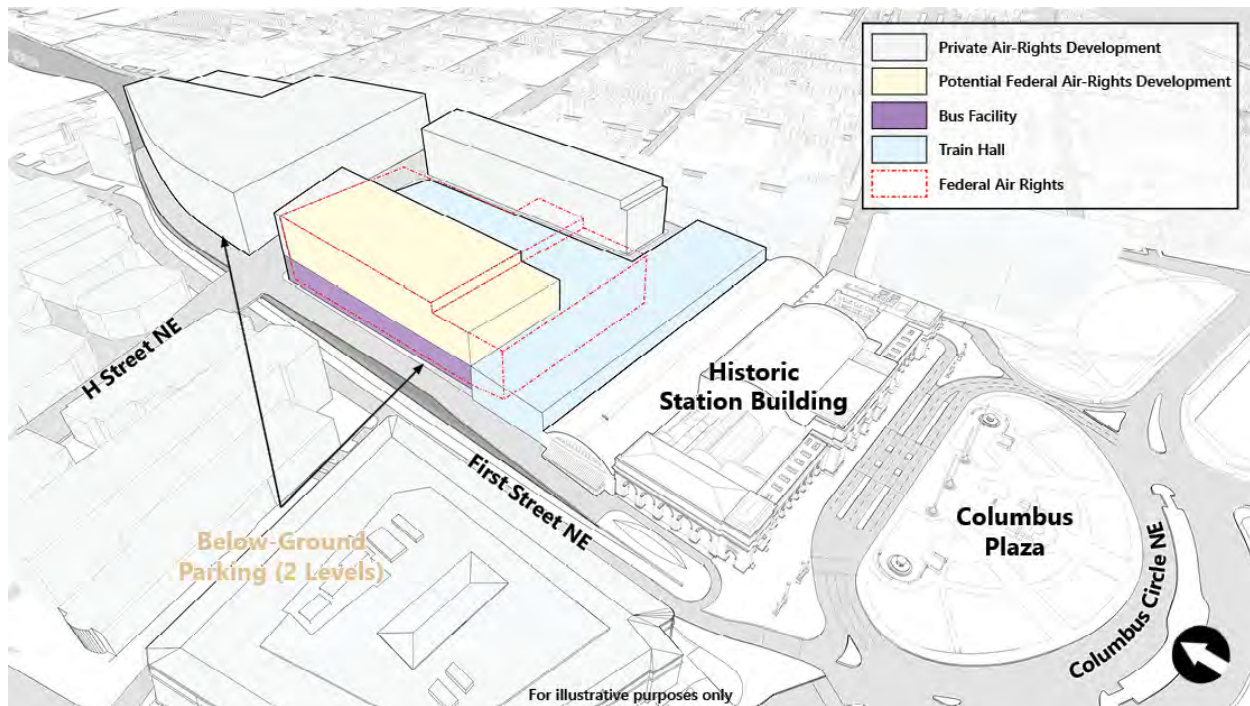 Private Air-Rights Development
Potential Federal Air-Rights Development
Bus Facility
Train Hall
Federal Air Rights
H Street NE
Historic
Station Building
First Street NE
Columbus
Plaza
Below-Ground
Parking (2 Levels)
Columbus Circle NE
For illustrative purposes only